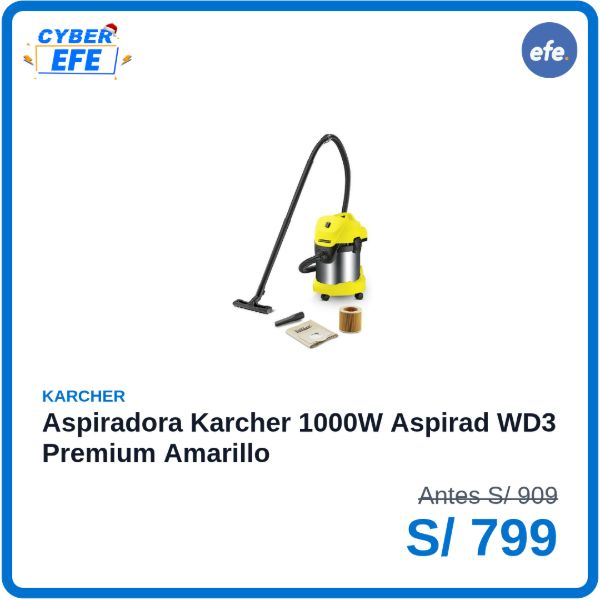 CYBER
EFE
efe.
KARCHER
Aspiradora Karcher 1000W Aspirad WD3
Premium Amarillo
Antes S/ 909
S/ 799